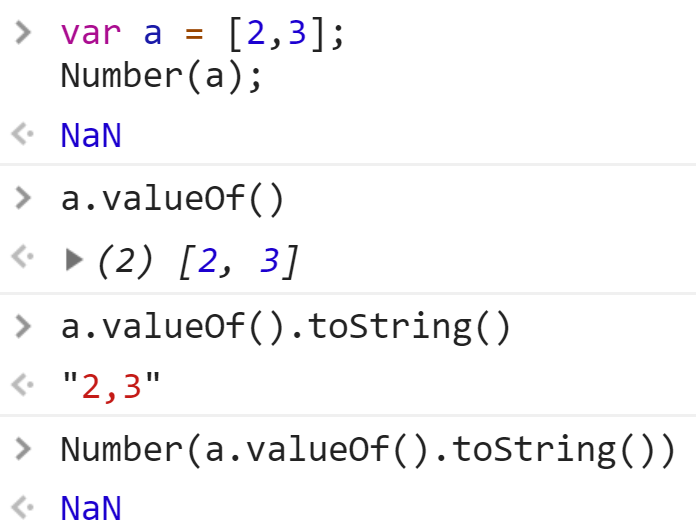 var a = [2,3];
Number(a);
NaN
a.valueOf()
(2) [2, 3]
a.valueOf().toString()
"2,3"
Number(a.valueOf().toString())
NaN